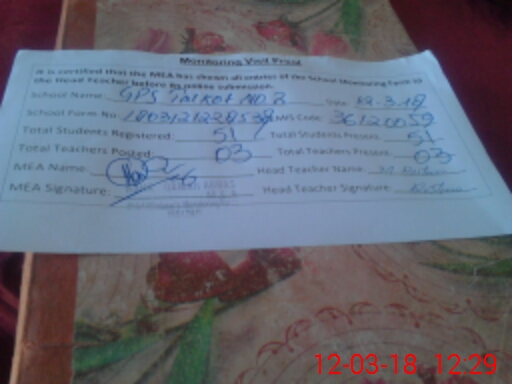 Monitoring Visit Proof
It is certified that the MEA has shown all entries of the School Monitoring Form to
the Head Teacher before its online submission.
School Name: GPS Talkot NO.2 Date: 12-3-18
School Form No: EMIS Code: 36120059
Total Students Registered: 51 Total Students Present: 51
Total Teachers Posted: 03 Total Teachers Present: 03
MEA Name: Head Teacher Name:
MEA Signature: Head Teacher Signature:
12-03-18 12:29